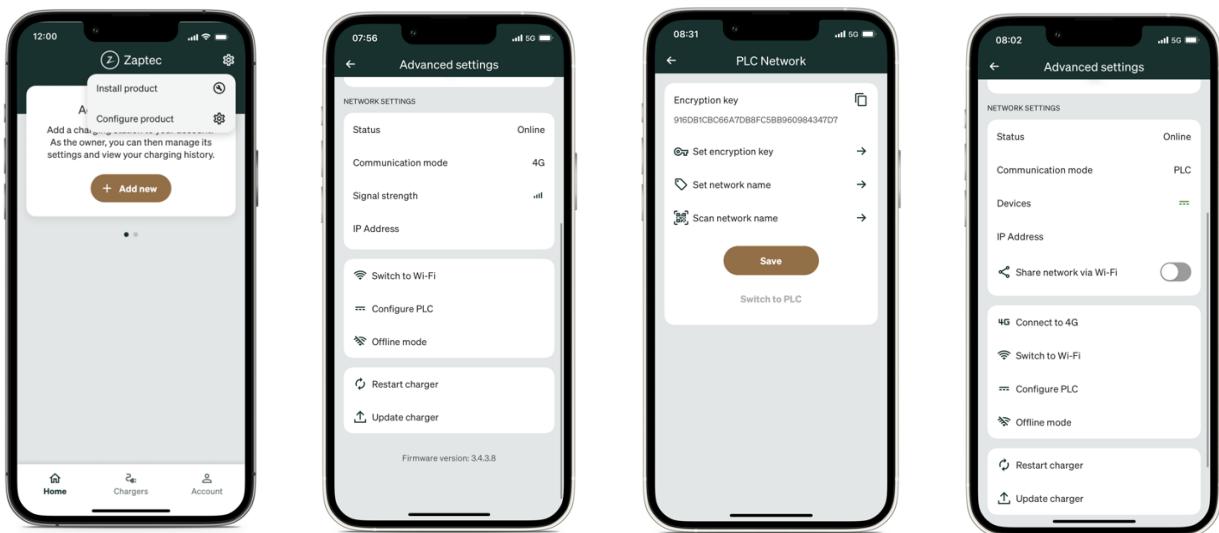 12:00
Zaptec
Install product
Configure product
Add a charging station to your account.
As the owner, you can then manage its
settings and view your charging history.
+ Add new
Home
Chargers
Account
07:56
5G
Advanced settings
NETWORK SETTINGS
Status
Online
Communication mode
4G
Signal strength
IP Address
Switch to Wi-Fi
Configure PLC
Offline mode
Restart charger
Update charger
Firmware version: 3.4.3.8
08:31
5G
PLC Network
Encryption key
916DB1CBC66A7DB8FC5BB960984347D7
Set encryption key
Set network name
Scan network name
Save
Switch to PLC
08:02
5G
Advanced settings
NETWORK SETTINGS
Status
Online
Communication mode
PLC
Devices
IP Address
Share network via Wi-Fi
4G Connect to 4G
Switch to Wi-Fi
Configure PLC
Offline mode
Restart charger
Update charger